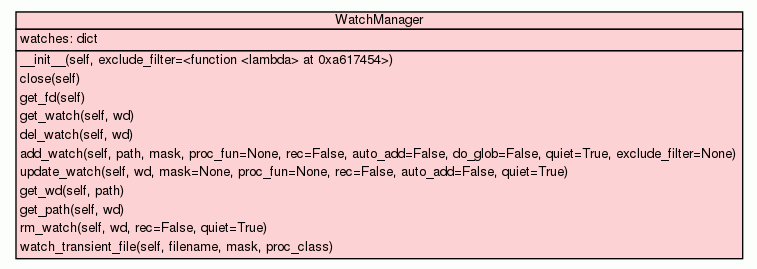 WatchManager
watches: dict
__init__(self, exclude_filter=<function <lambda> at 0xa617454>)
close(self)
get_fd(self)
get_watch(self, wd)
del_watch(self, wd)
add_watch(self, path, mask, proc_fun=None, rec=False, auto_add=False, do_glob=False, quiet=True, exclude_filter=None)
update_watch(self, wd, mask=None, proc_fun=None, rec=False, auto_add=False, quiet=True)
get_wd(self, path)
get_path(self, wd)
rm_watch(self, wd, rec=False, quiet=True)
watch_transient_file(self, filename, mask, proc_class)